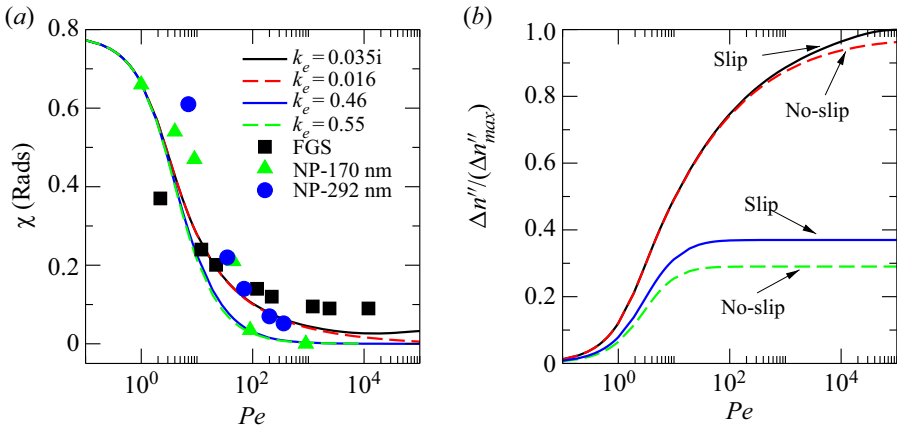 (a)
0.8
0.6
0.4
0.2
0
χ (Rads)
10^0
10^2
10^4
Pe
k_e = 0.035i
k_e = 0.016
k_e = 0.46
k_e = 0.55
FGS
NP-170 nm
NP-292 nm
(b)
1.0
0.8
0.6
0.4
0.2
0
Δn″/(Δn″_max)
10^0
10^2
10^4
Pe
Slip
No-slip
Slip
No-slip